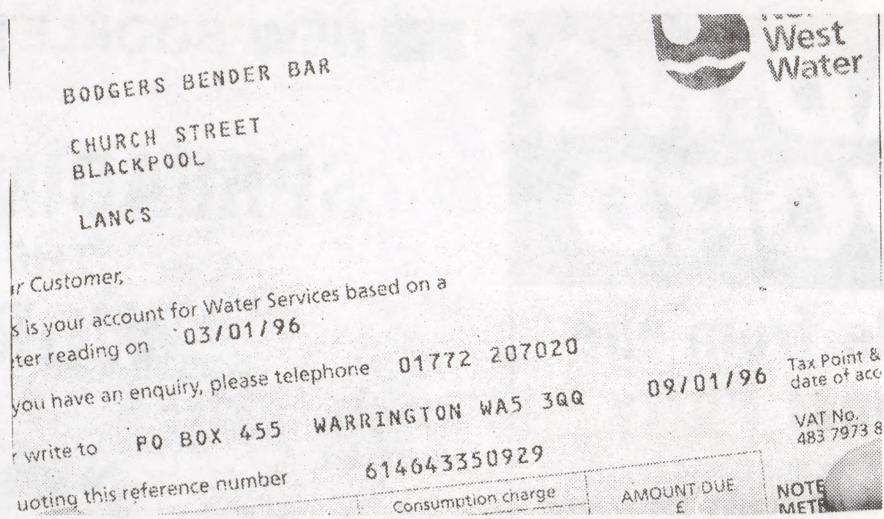 West
Water
BODGERS BENDER BAR
CHURCH STREET
BLACKPOOL
LANCS
r Customer,
s is your account for Water Services based on a
ter reading on 03/01/96
you have an enquiry, please telephone 01772 207020
r write to PO BOX 455 WARRINGTON WA5 3QQ
09/01/96 Tax Point &
date of acc
VAT No.
483 7973 8
uoting this reference number 614643350929
Consumption charge
AMOUNT DUE
£
NOTE
METE